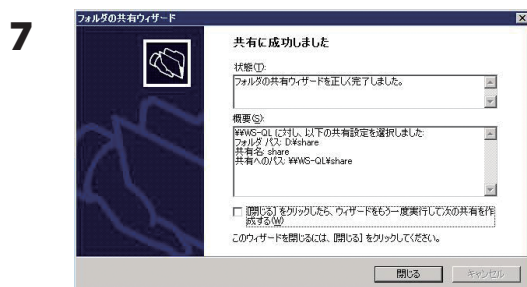 7
フォルダの共有ウィザード
共有に成功しました
状態(T):
フォルダの共有ウィザードを正しく完了しました。
概要(S):
¥¥WS-QL に対し、以下の共有設定を選択しました:
フォルダ パス: D:¥share
共有名: share
共有へのパス: ¥¥WS-QL¥share
[閉じる] をクリックしたら、ウィザードをもう一度実行して次の共有を作
成する(W)
このウィザードを閉じるには、[閉じる] をクリックしてください。
閉じる
キャンセル